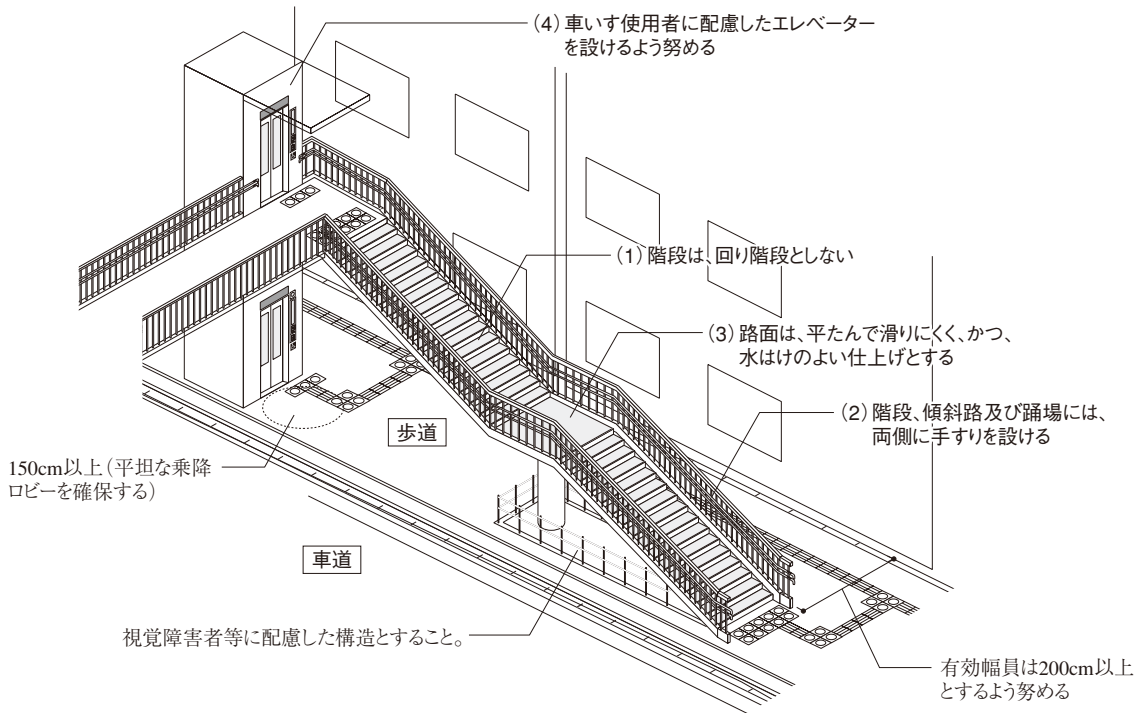 (4) 車いす使用者に配慮したエレベーター
を設けるよう努める
(1) 階段は、回り階段としない
(3) 路面は、平たんで滑りにくく、かつ、
水はけのよい仕上げとする
(2) 階段、傾斜路及び踊場には、
両側に手すりを設ける
歩道
150cm以上（平坦な乗降
ロビーを確保する）
車道
視覚障害者等に配慮した構造とすること。
有効幅員は200cm以上
とするよう努める